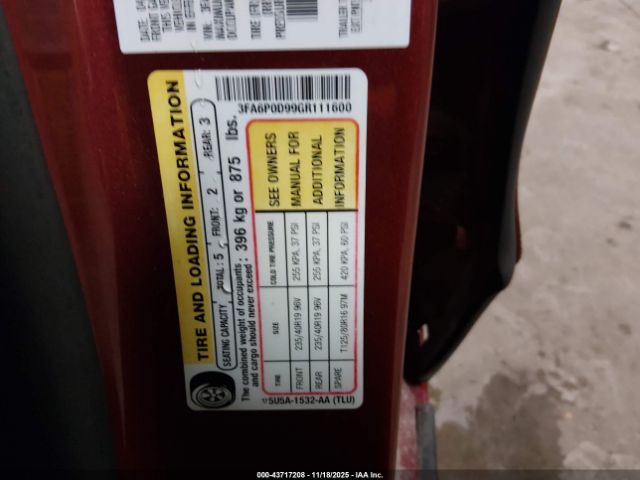 TIRE AND LOADING INFORMATION
3FA6P0D99GR111600
SEATING CAPACITY TOTAL: 5 FRONT: 2 REAR: 3
The combined weight of occupants
and cargo should never exceed : 396 kg or 875 lbs.
TIRE SIZE COLD TIRE PRESSURE SEE OWNERS
FRONT 235/40R19 96V 255 KPA, 37 PSI MANUAL FOR
REAR 235/40R19 96V 255 KPA, 37 PSI ADDITIONAL
SPARE T125/80R16 97M 420 KPA, 60 PSI INFORMATION
5U5A-1532-AA (TLU)
000-43717208 - 11/18/2025 - IAA Inc.